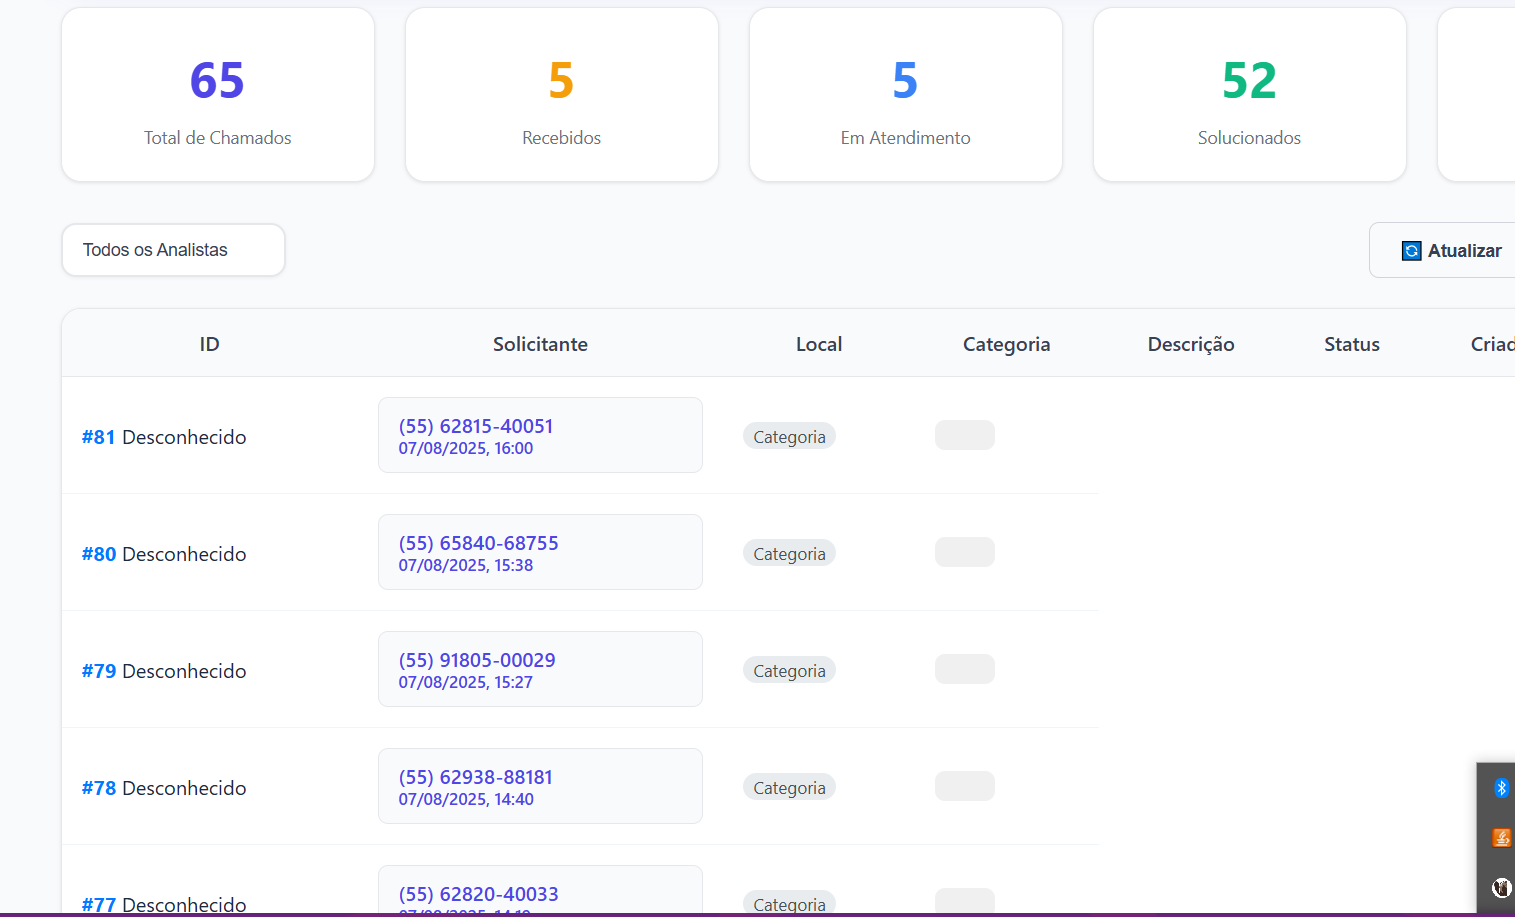 65
Total de Chamados
5
Recebidos
5
Em Atendimento
52
Solucionados
Todos os Analistas
Atualizar
ID Solicitante Local Categoria Descrição Status Criad
#81 Desconhecido
(55) 62815-40051
07/08/2025, 16:00
Categoria
#80 Desconhecido
(55) 65840-68755
07/08/2025, 15:38
Categoria
#79 Desconhecido
(55) 91805-00029
07/08/2025, 15:27
Categoria
#78 Desconhecido
(55) 62938-88181
07/08/2025, 14:40
Categoria
#77 Desconhecido
(55) 62820-40033
Categoria